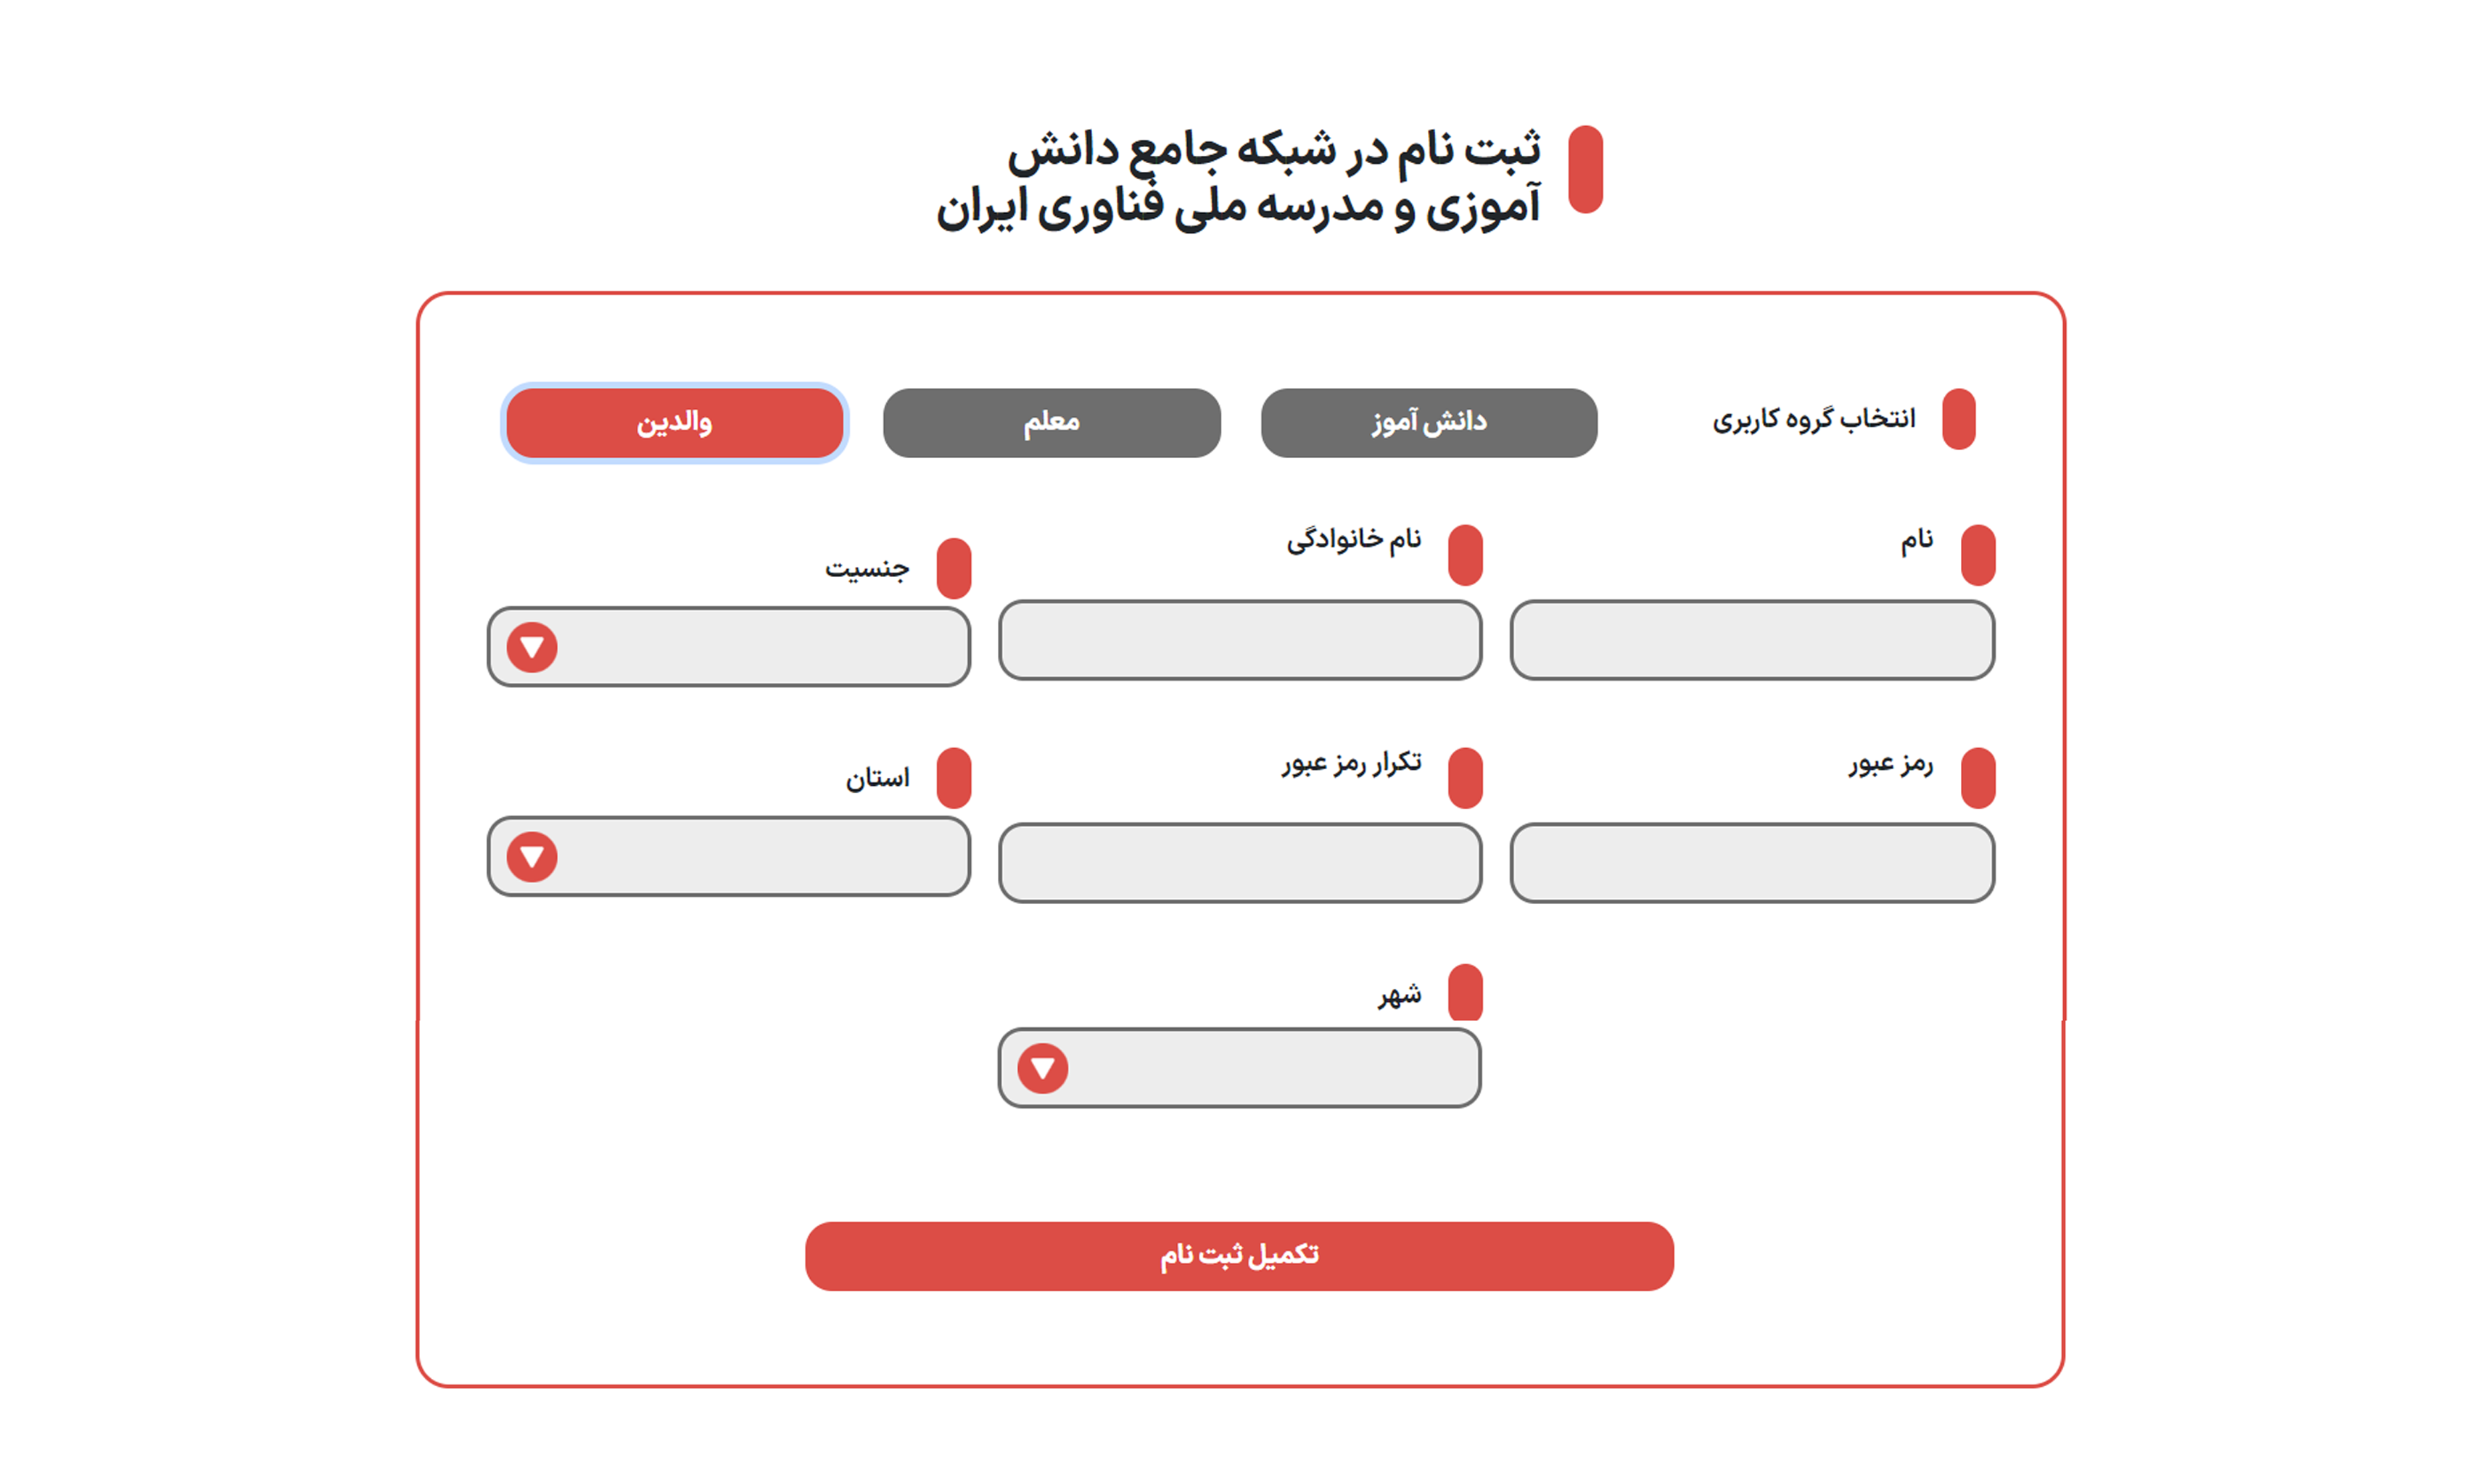 ثبت نام در شبکه جامع دانش
آموزی و مدرسه ملی فناوری ایران
انتخاب گروه کاربری
دانش آموز
معلم
والدین
نام
نام خانوادگی
جنسیت
رمز عبور
تکرار رمز عبور
استان
شهر
تکمیل ثبت نام